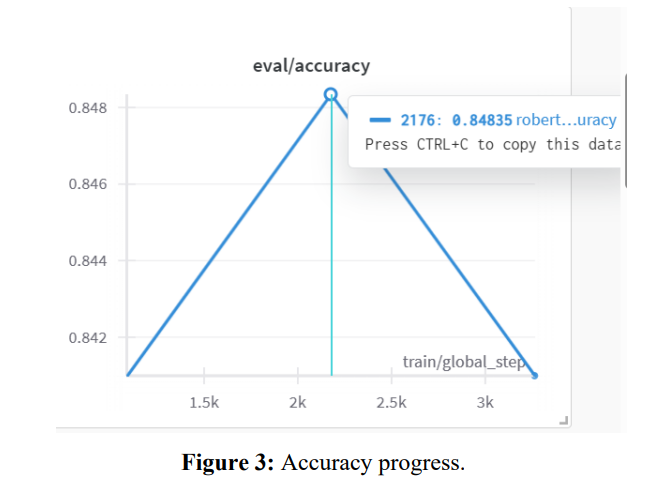 eval/accuracy
0.848
0.846
0.844
0.842
2176: 0.84835 robert...uracy
Press CTRL+C to copy this data
train/global_step
1.5k 2k 2.5k 3k
Figure 3: Accuracy progress.